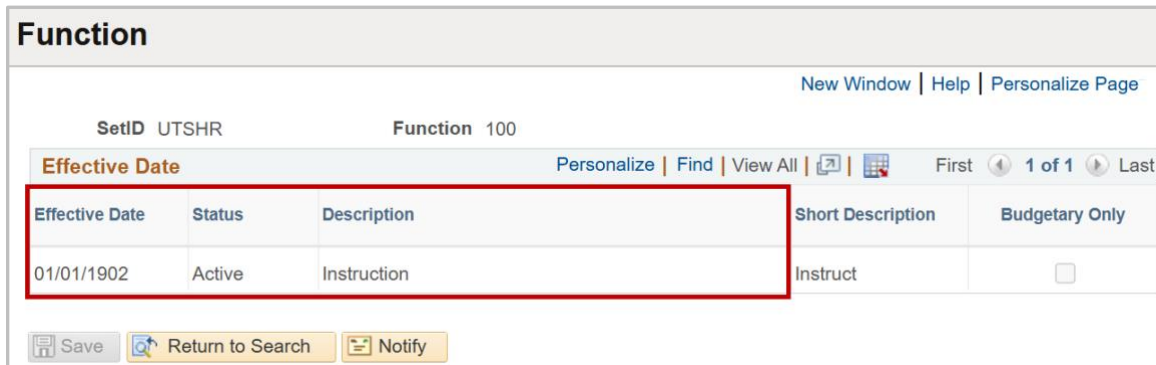 Function
New Window | Help | Personalize Page
SetID UTSHR Function 100
Effective Date Personalize | Find | View All | | First 1 of 1 Last
Effective Date Status Description Short Description Budgetary Only
01/01/1902 Active Instruction Instruct
Save Return to Search Notify